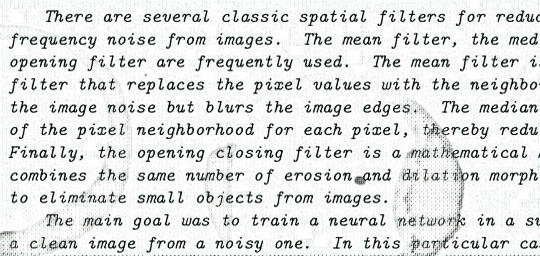 There are several classic spatial filters for reduc
frequency noise from images. The mean filter, the med
opening filter are frequently used. The mean filter i
filter that replaces the pixel values with the neighbo
the image noise but blurs the image edges. The median
of the pixel neighborhood for each pixel, thereby redu
Finally, the opening closing filter is a mathematical
combines the same number of erosion and dilation morph
to eliminate small objects from images.
The main goal was to train a neural network in a su
a clean image from a noisy one. In this particular ca